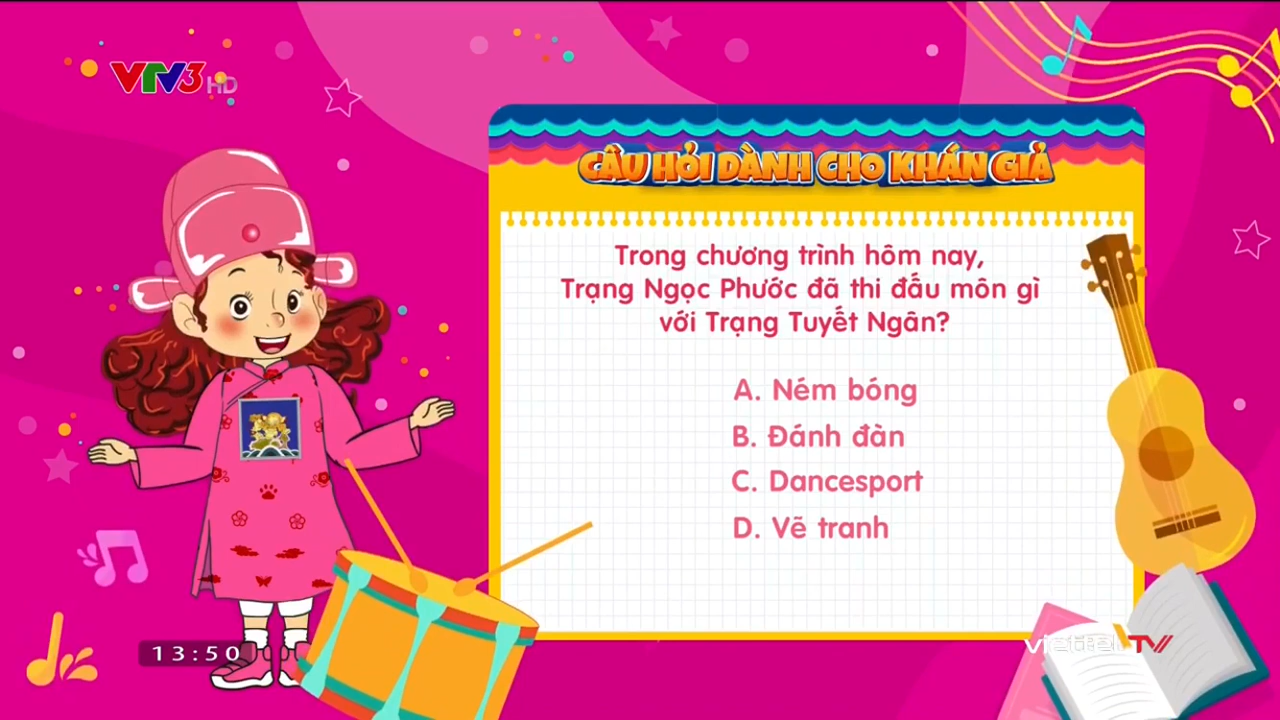 VTV3 HD
CÂU HỎI DÀNH CHO KHÁN GIẢ
Trong chương trình hôm nay,
Trạng Ngọc Phước đã thi đấu môn gì
với Trạng Tuyết Ngân?
A. Ném bóng
B. Đánh đàn
C. Dancesport
D. Vẽ tranh
13:50
viettel TV